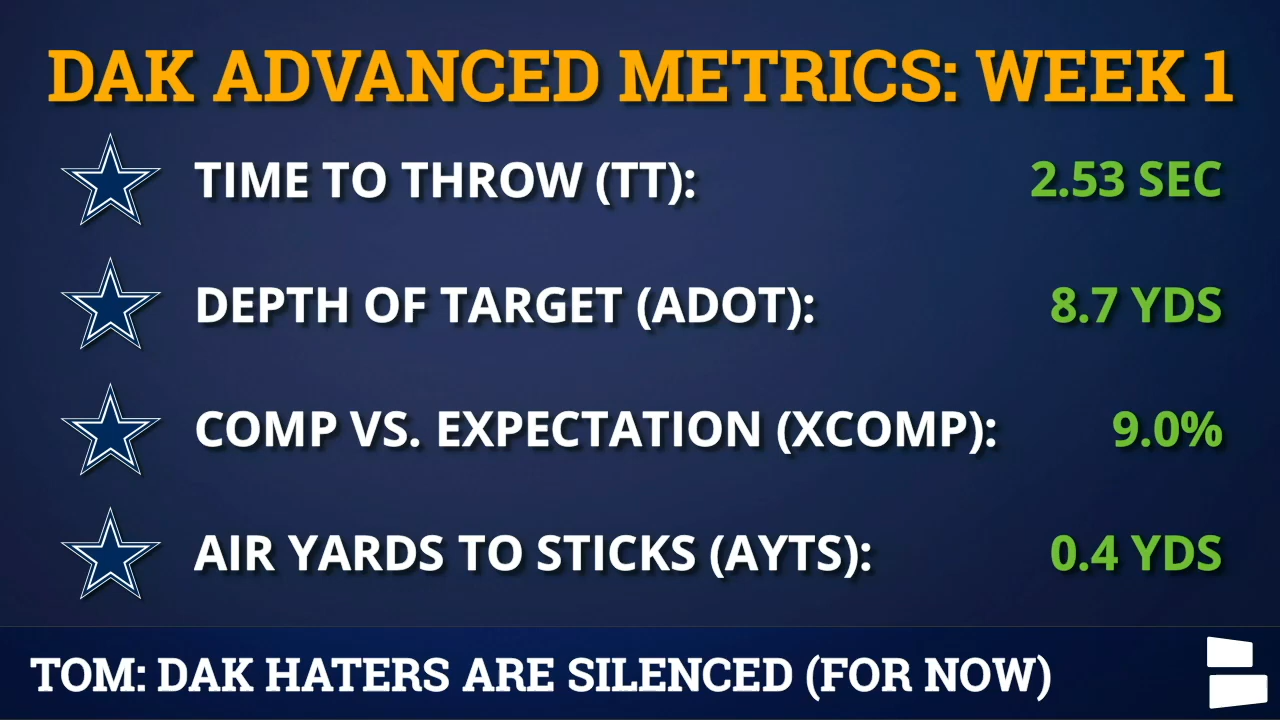 DAK ADVANCED METRICS: WEEK 1
TIME TO THROW (TT): 2.53 SEC
DEPTH OF TARGET (ADOT): 8.7 YDS
COMP VS. EXPECTATION (XCOMP): 9.0%
AIR YARDS TO STICKS (AYTS): 0.4 YDS
TOM: DAK HATERS ARE SILENCED (FOR NOW)